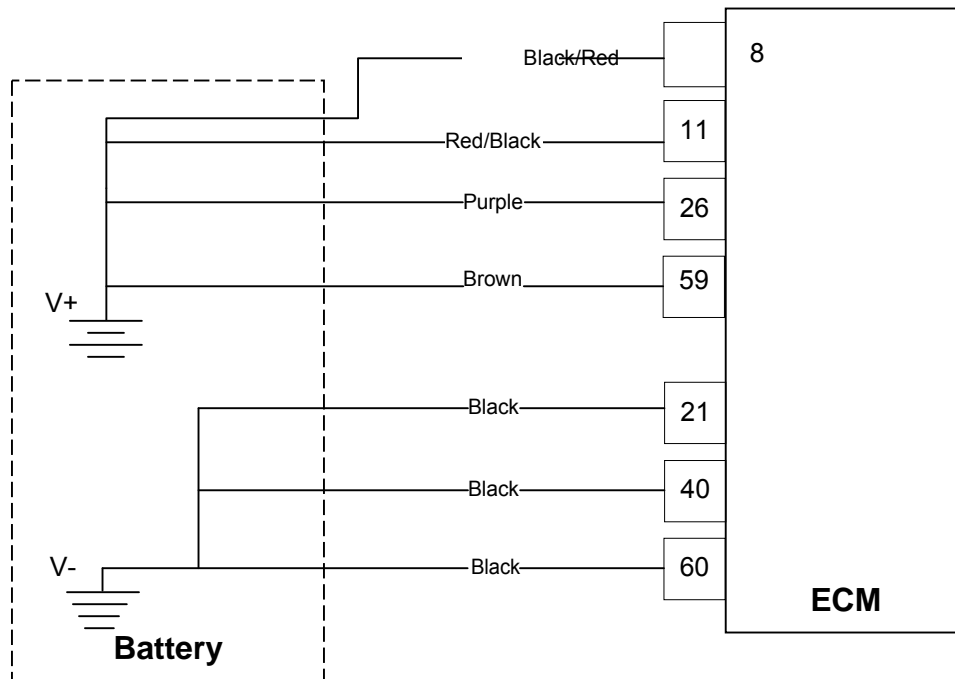 Black/Red
8
Red/Black
11
Purple
26
Brown
59
V+
Black
21
Black
40
V-
Black
60
ECM
Battery